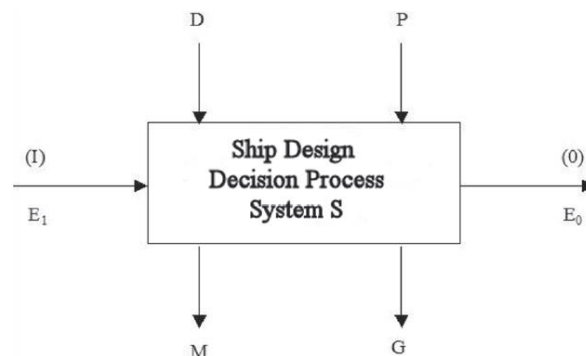 D P
Ship Design
(I) (0)
Decision Process
System S
E₁ E₀
M G